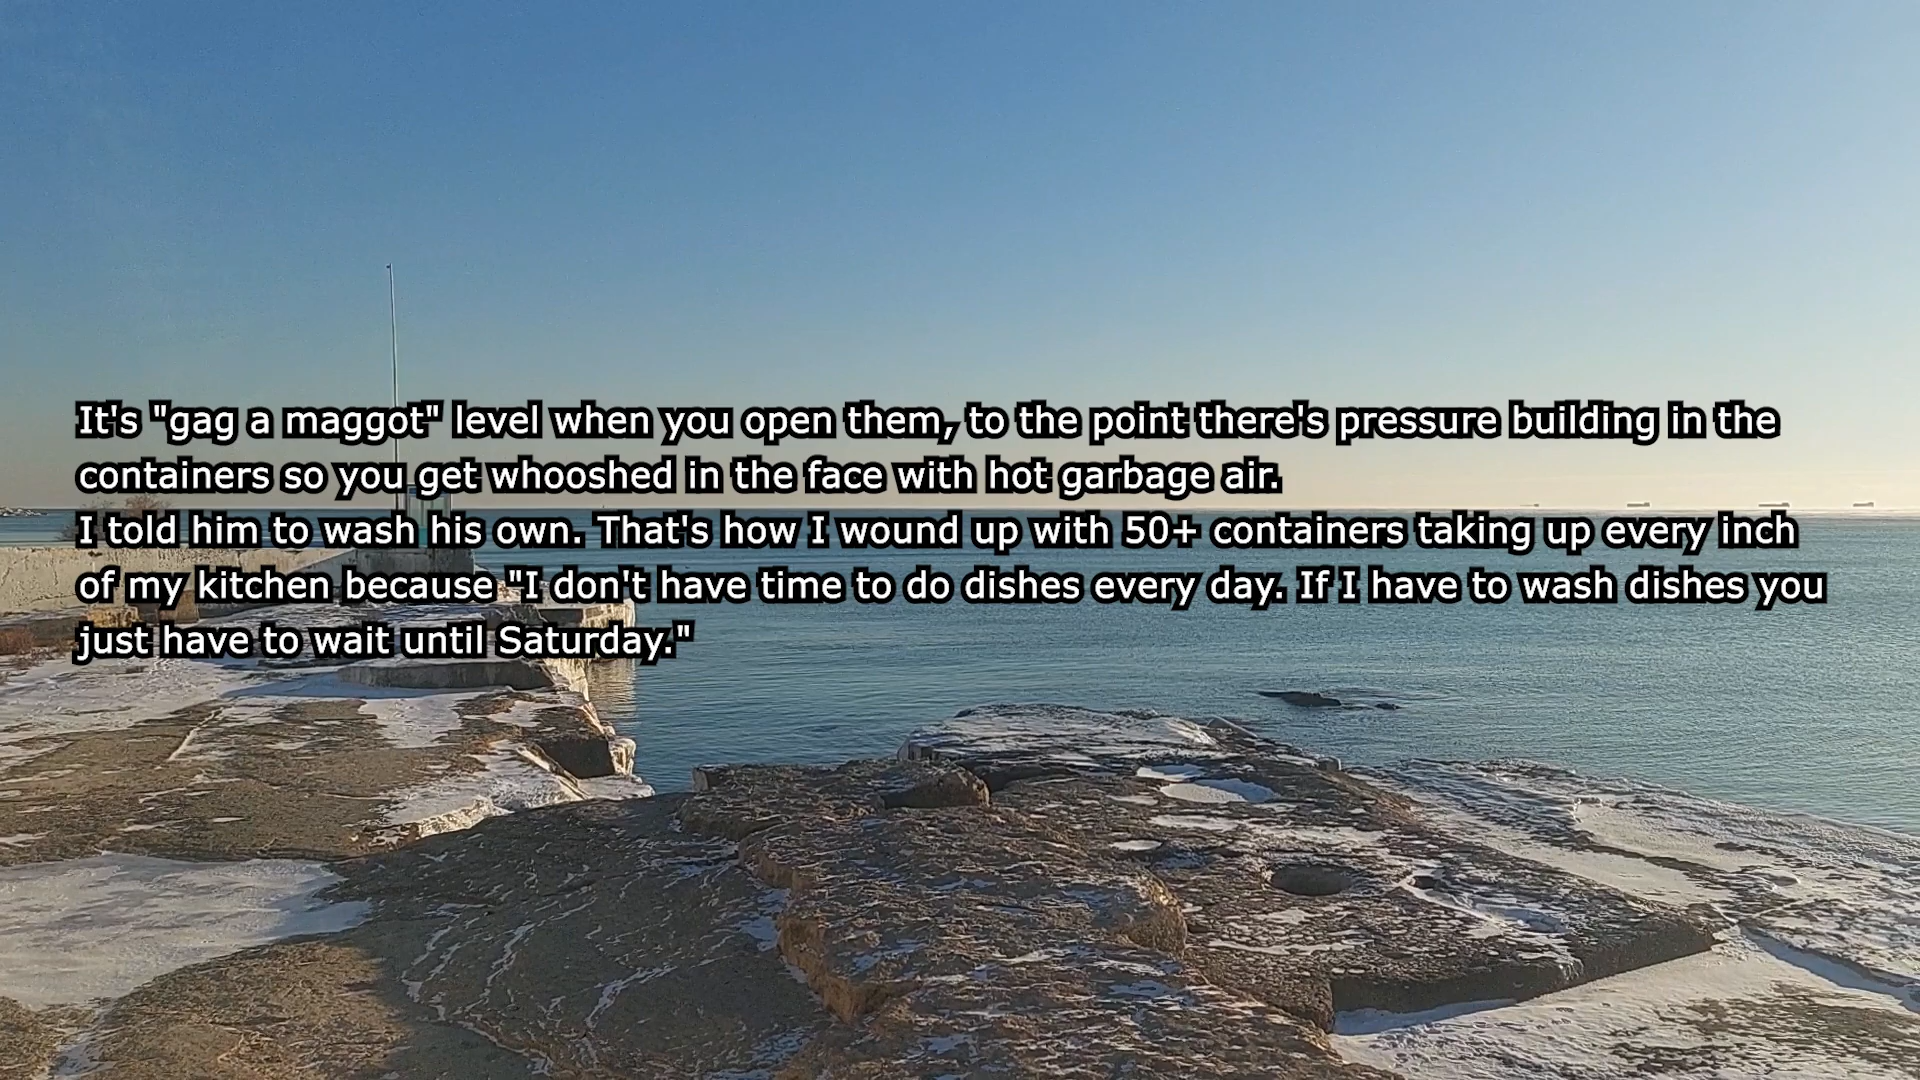 It's "gag a maggot" level when you open them, to the point there's pressure building in the
containers so you get whooshed in the face with hot garbage air.
I told him to wash his own. That's how I wound up with 50+ containers taking up every inch
of my kitchen because "I don't have time to do dishes every day. If I have to wash dishes you
just have to wait until Saturday."